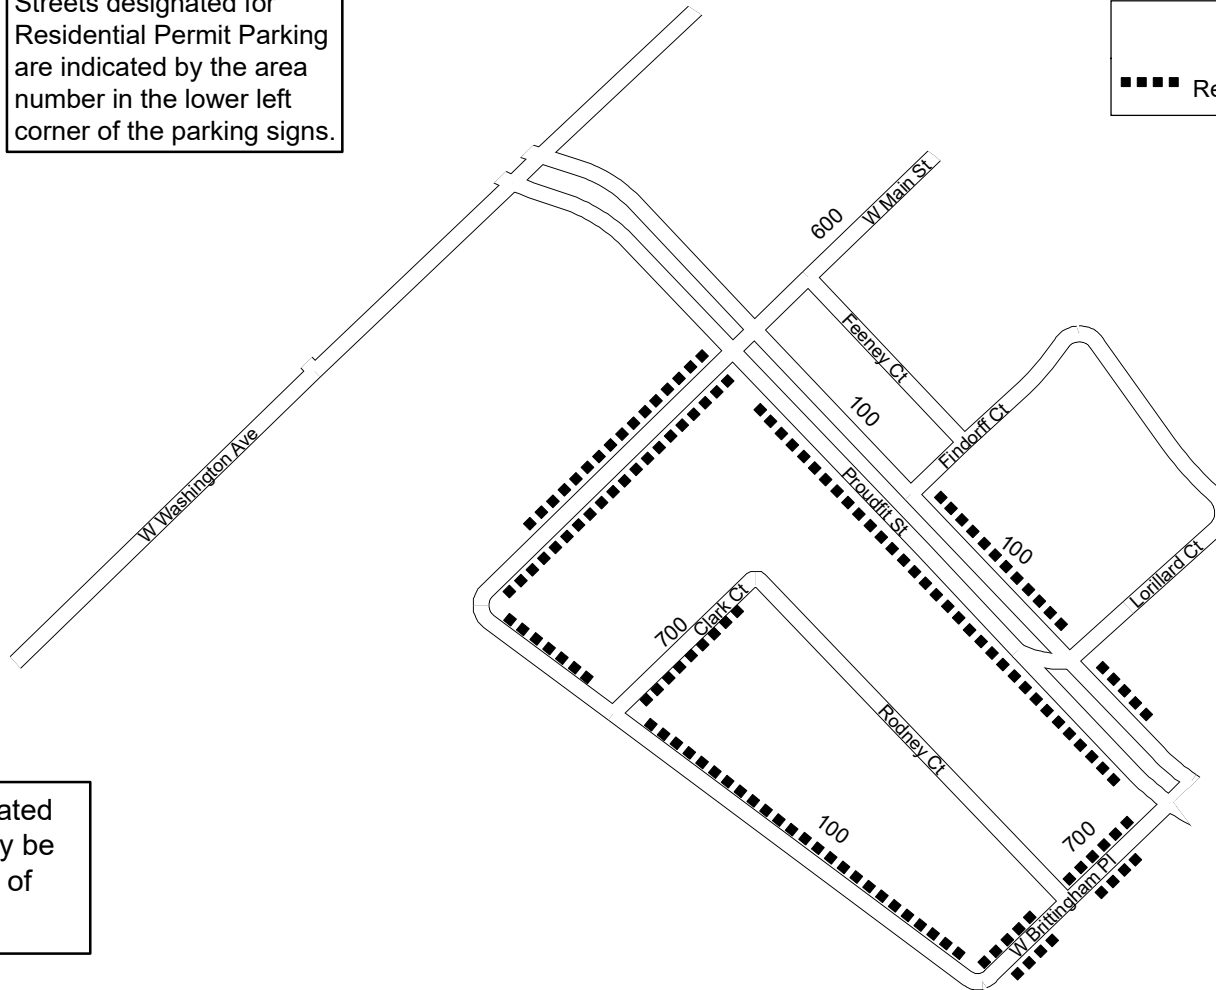 Streets designated for
Residential Permit Parking
are indicated by the area
number in the lower left
corner of the parking signs.
Re
W Main St
600
Feeney Ct
100
Findorff Ct
W Washington Ave
Proudfit St
100
Lorillard Ct
Clark Ct
700
Rodney Ct
100
700
W Brittingham Pl
ated
y be
of